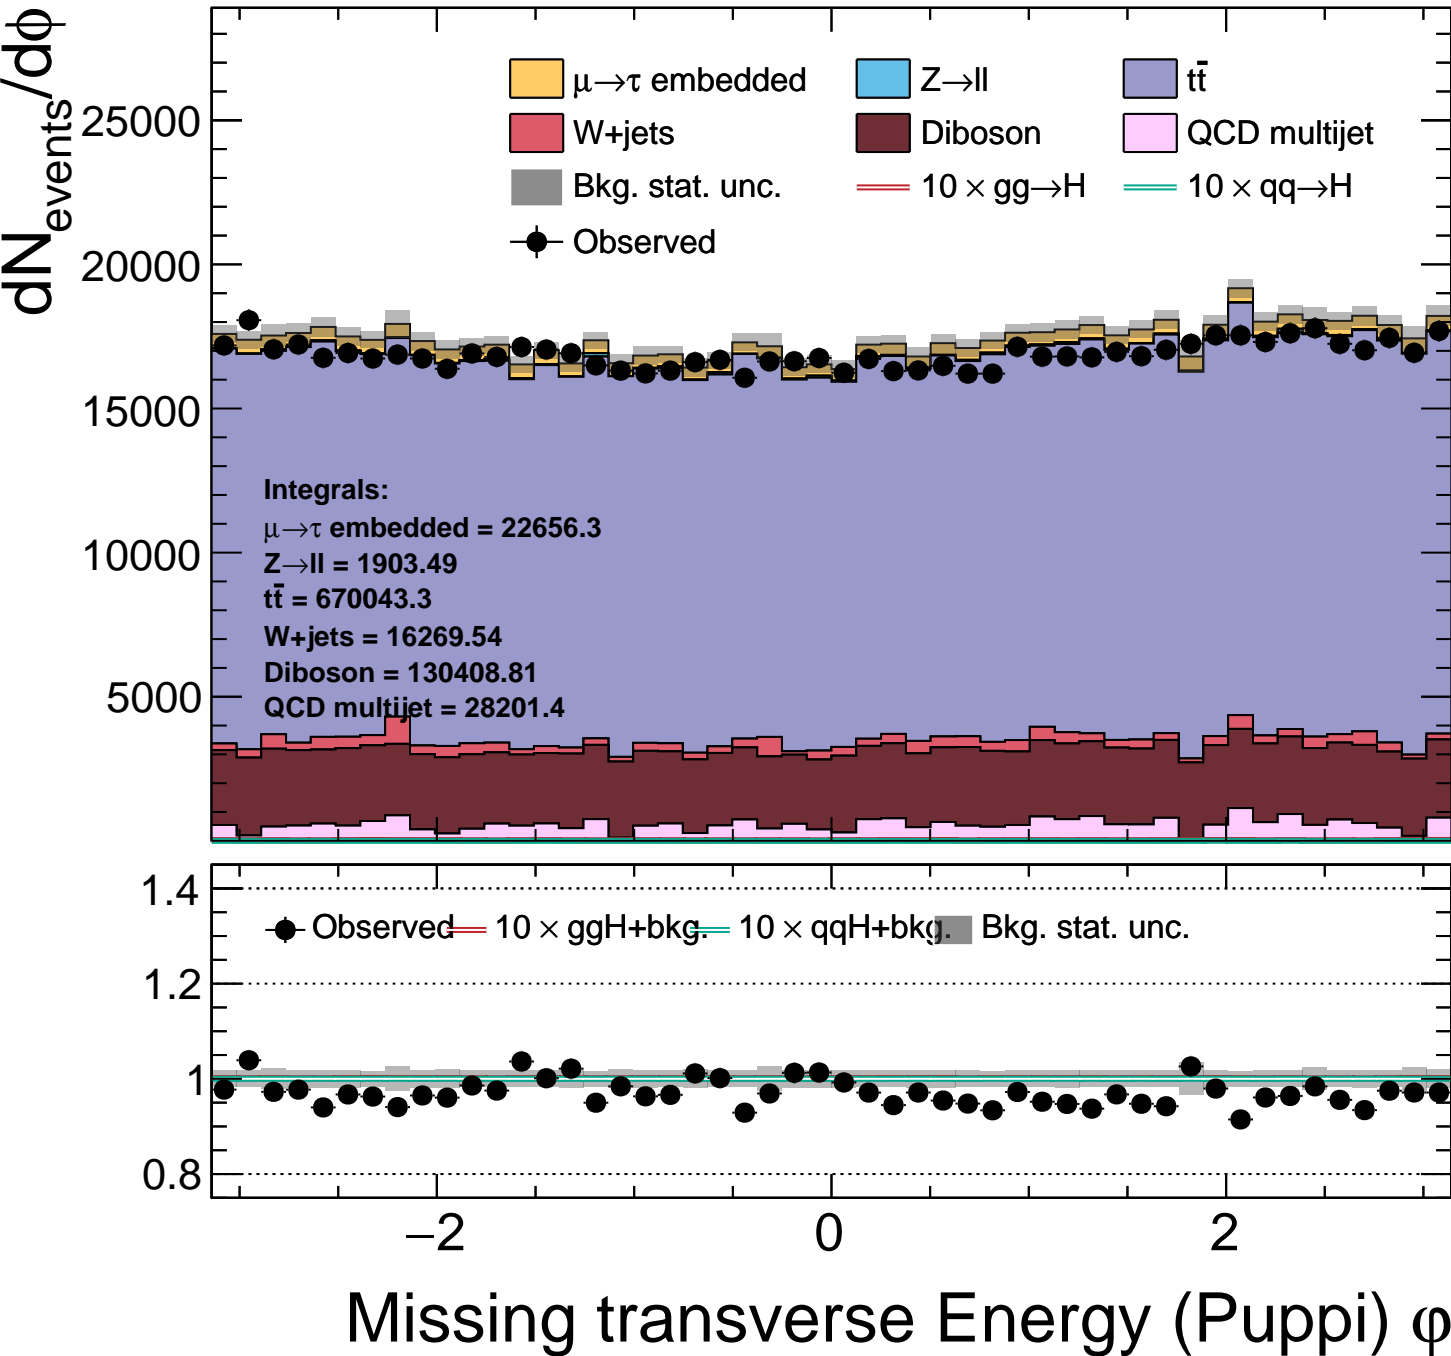 dN_events/dϕ
25000
20000
15000
10000
5000
μ→τ embedded
Z→ll
tt̄
W+jets
Diboson
QCD multijet
Bkg. stat. unc.
10 × gg→H
10 × qq→H
Observed
Integrals:
μ→τ embedded = 22656.3
Z→ll = 1903.49
tt̄ = 670043.3
W+jets = 16269.54
Diboson = 130408.81
QCD multijet = 28201.4
1.4
1.2
1
0.8
Observed
10 × ggH+bkg.
10 × qqH+bkg.
Bkg. stat. unc.
−2
0
2
Missing transverse Energy (Puppi) φ